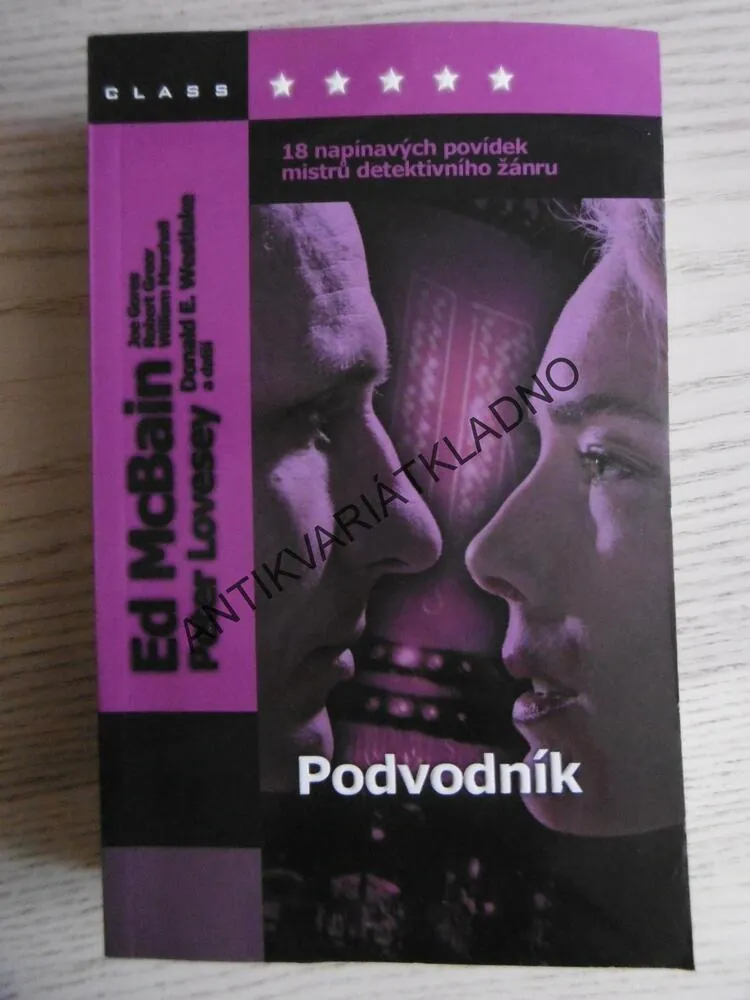 CLASS
18 napínavých povídek
mistrů detektivního žánru
Ed McBain
Joe Gores
Robert Greer
William Marshall
Peter Lovesey
Donald E. Westlake
a další
ANTIKVARIÁTKLADNO
Podvodník